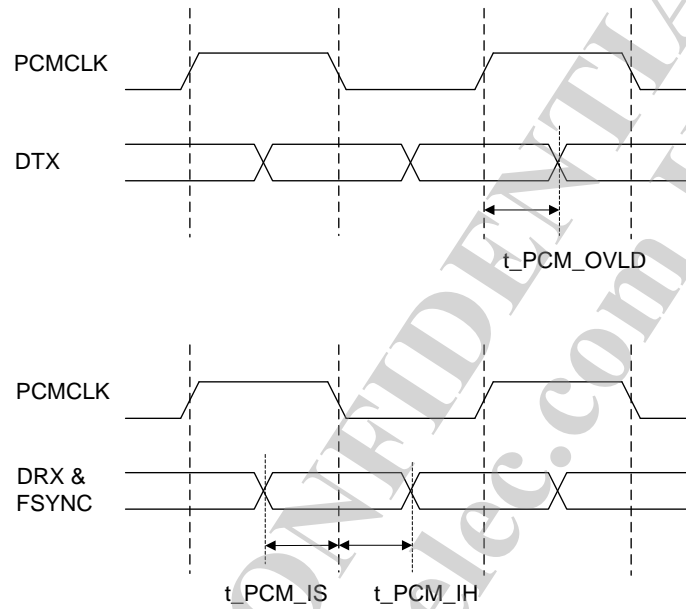 PCMCLK
DTX
t_PCM_OVLD
PCMCLK
DRX &
FSYNC
t_PCM_IS
t_PCM_IH